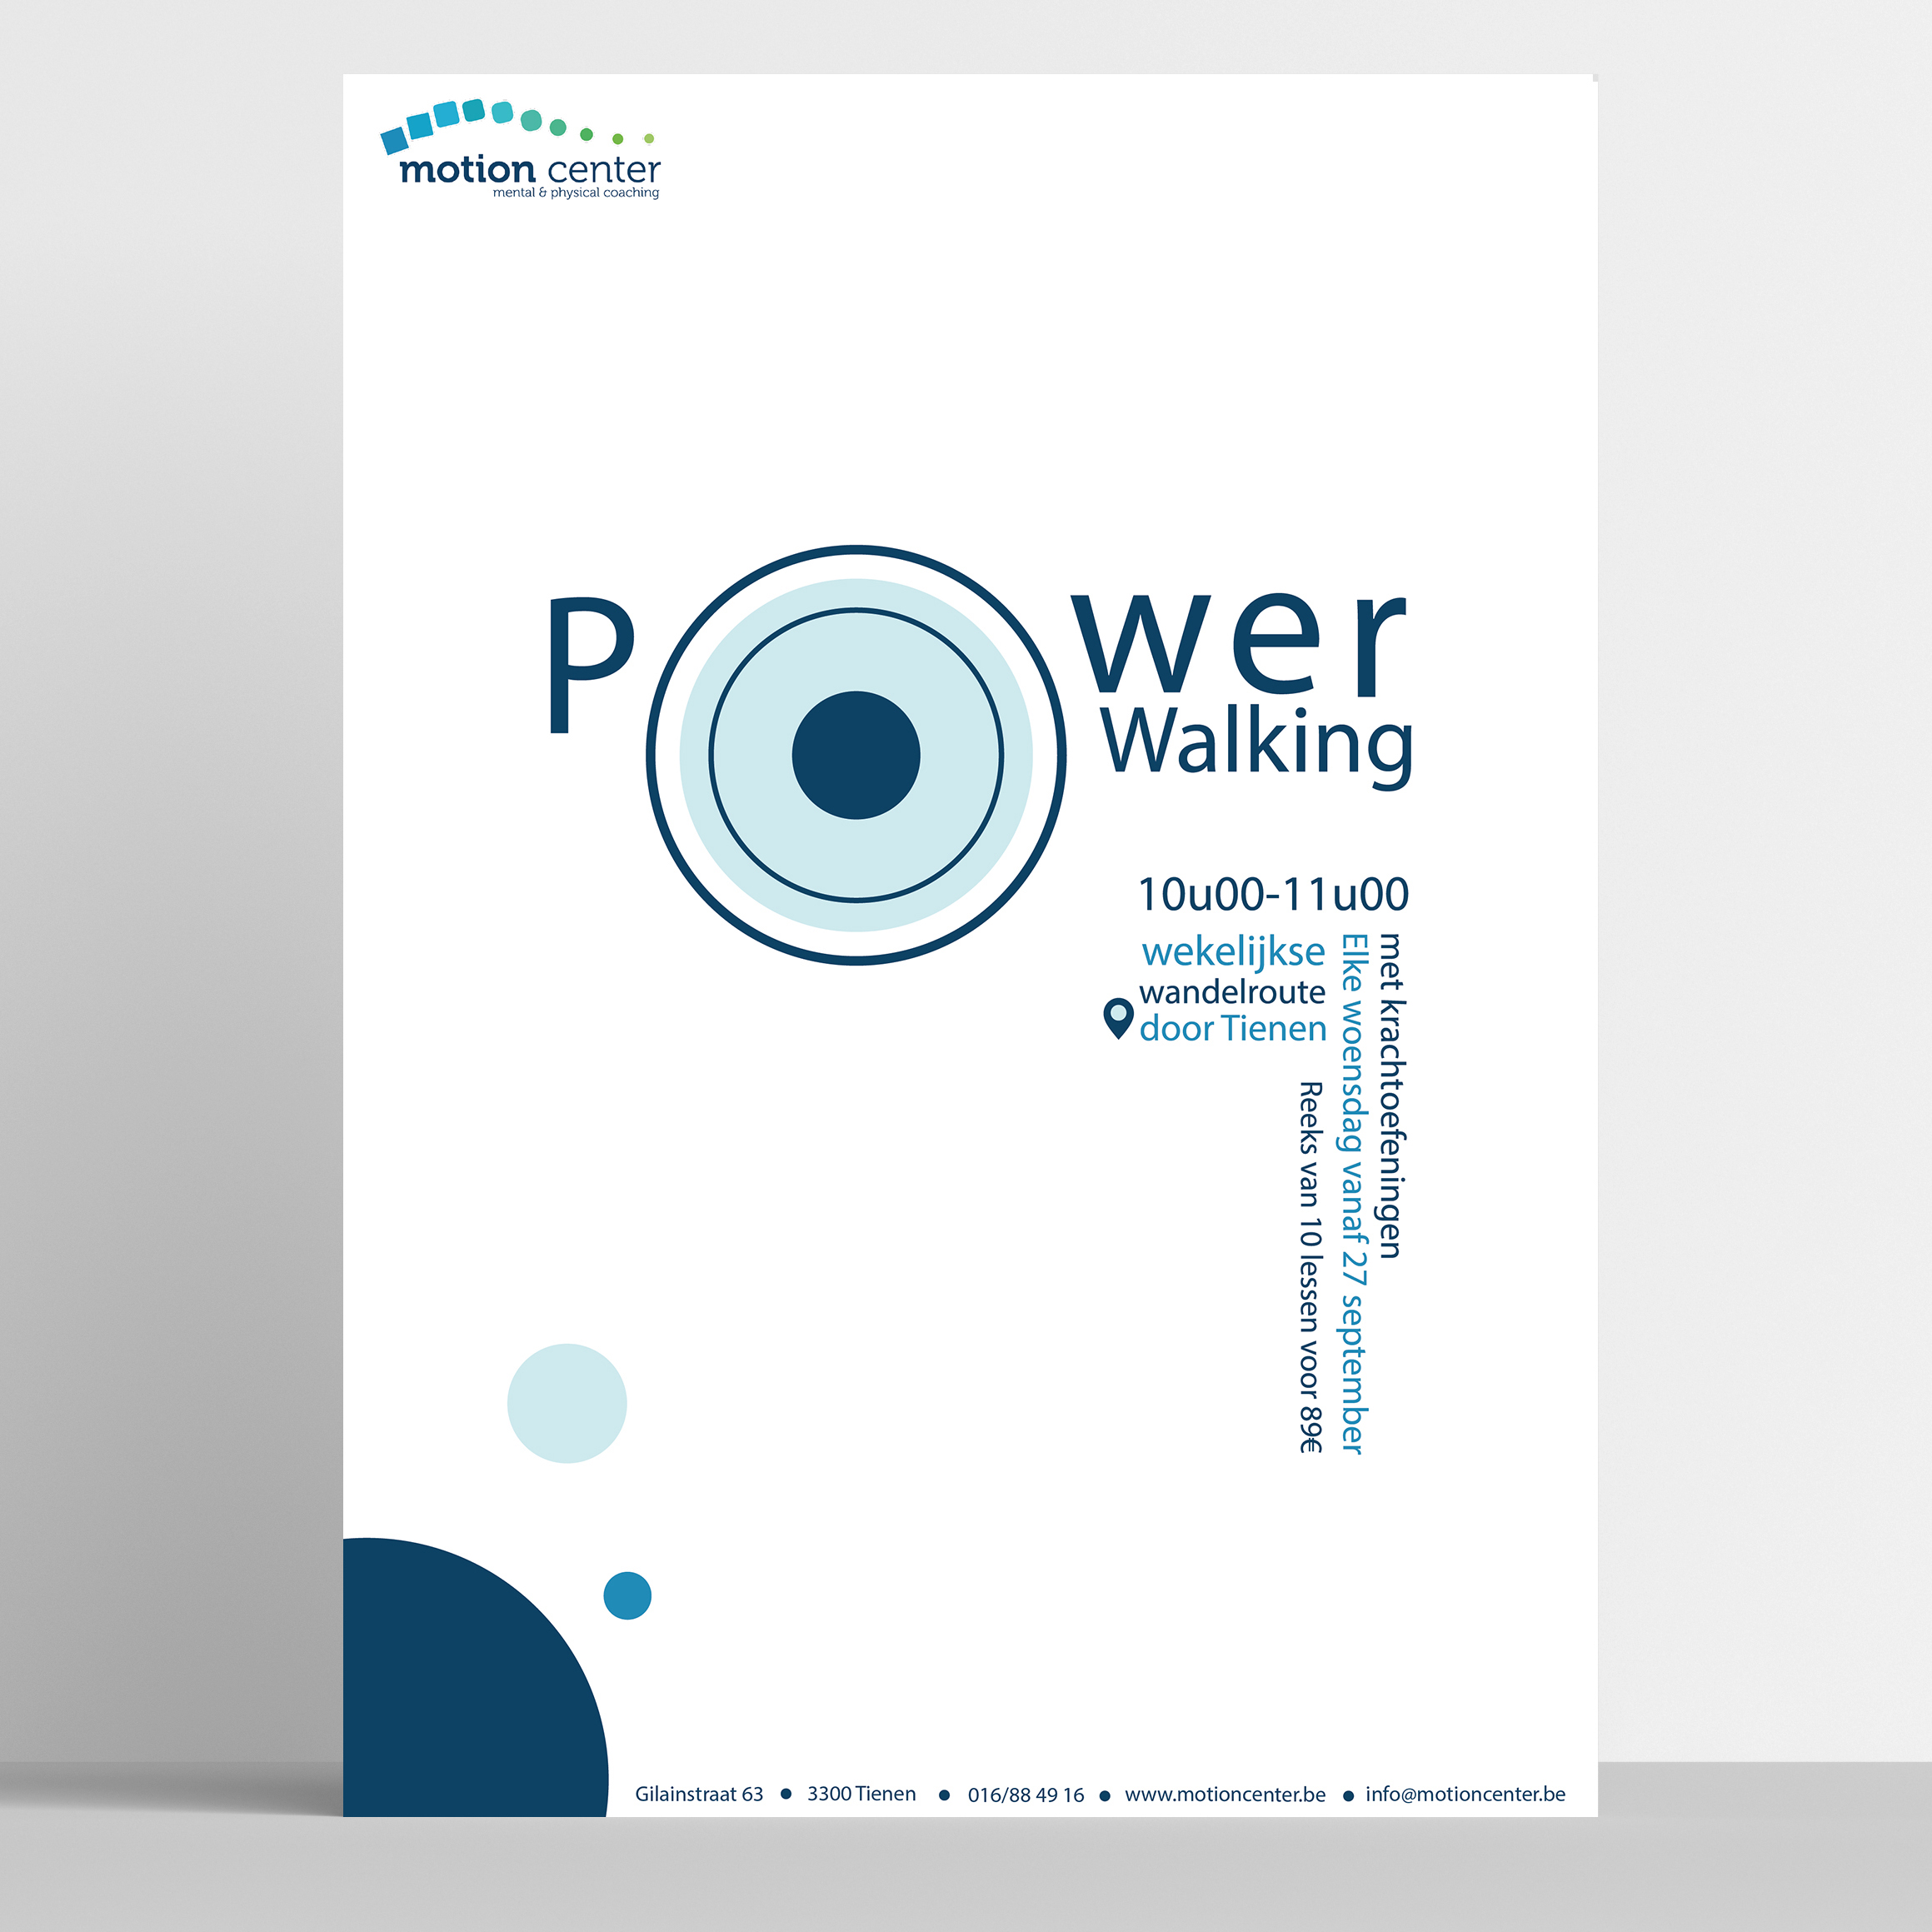 motion center
mental & physical coaching
Power
Walking
10u00-11u00
wekelijkse
wandelroute
door Tienen
met krachtoefeningen
Elke woensdag vanaf 27 september
Reeks van 10 lessen voor 89€
Gilainstraat 63 • 3300 Tienen • 016/88 49 16 • www.motioncenter.be • info@motioncenter.be